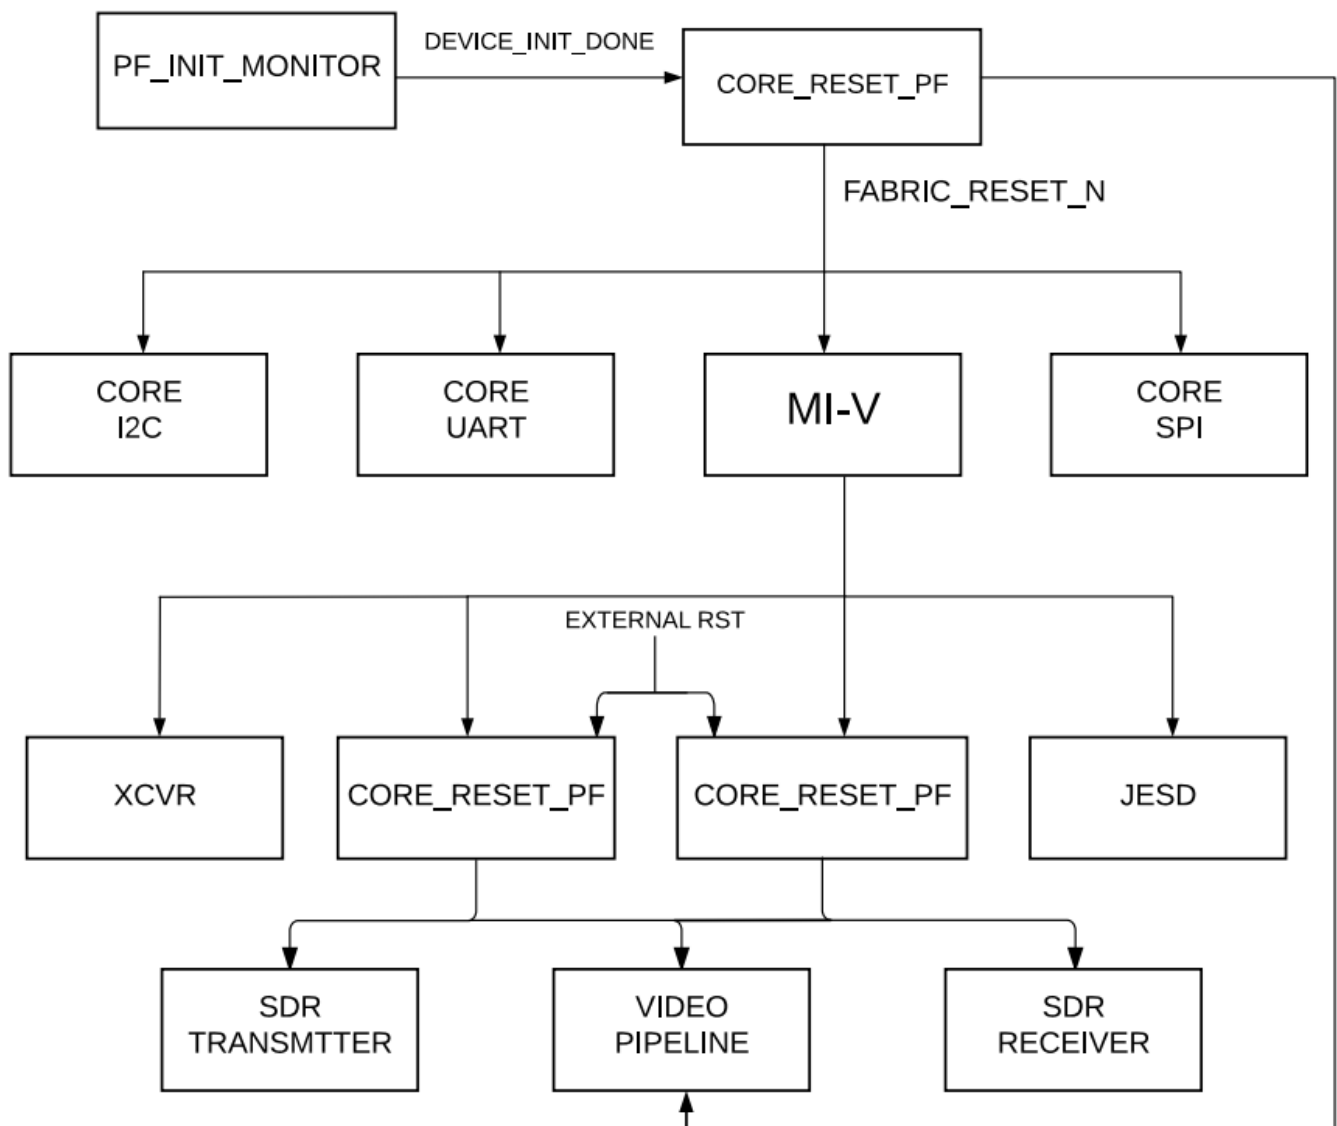 DEVICE_INIT_DONE
PF_INIT_MONITOR
CORE_RESET_PF
FABRIC_RESET_N
CORE
I2C
CORE
UART
MI-V
CORE
SPI
EXTERNAL RST
XCVR
CORE_RESET_PF
CORE_RESET_PF
JESD
SDR
TRANSMTTER
VIDEO
PIPELINE
SDR
RECEIVER